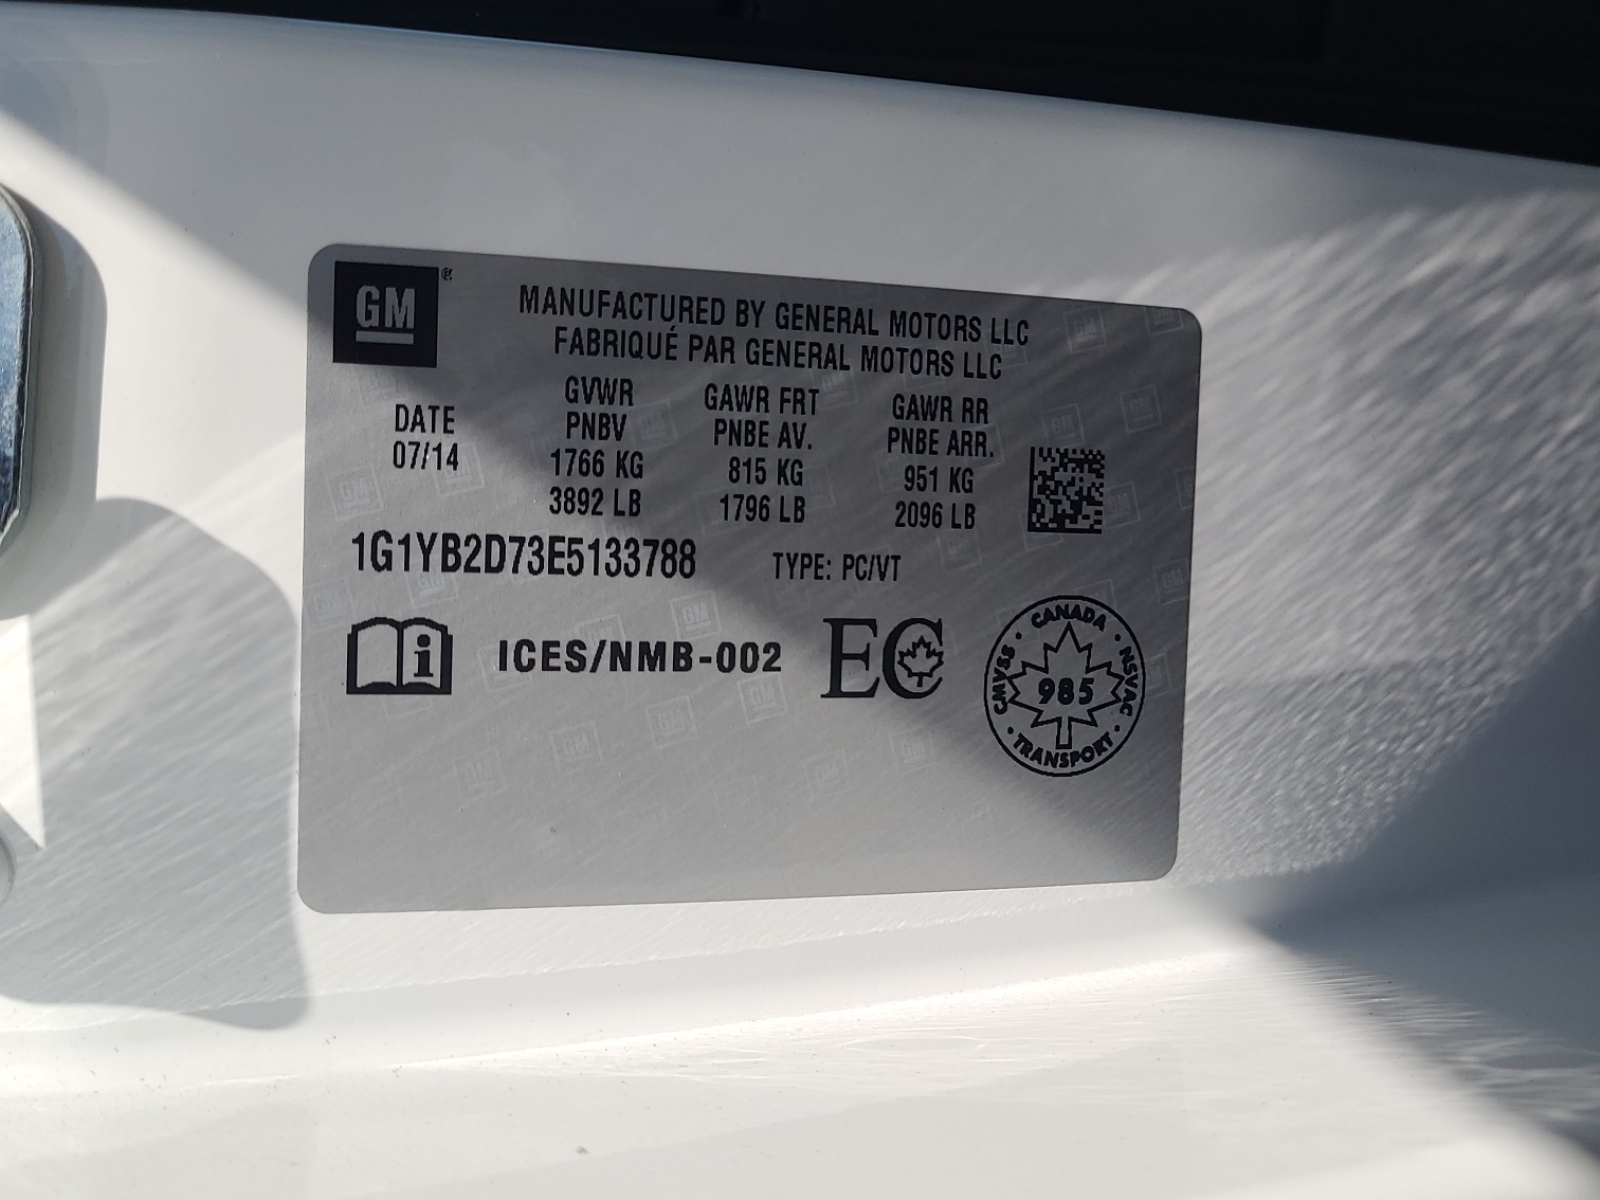 GM ®
MANUFACTURED BY GENERAL MOTORS LLC
FABRIQUÉ PAR GENERAL MOTORS LLC
DATE
07/14
GVWR
PNBV
1766 KG
3892 LB
GAWR FRT
PNBE AV.
815 KG
1796 LB
GAWR RR
PNBE ARR.
951 KG
2096 LB
1G1YB2D73E5133788
TYPE: PC/VT
i
ICES/NMB-002
EC
CANADA
CMVSS · NSVAC
985
TRANSPORT